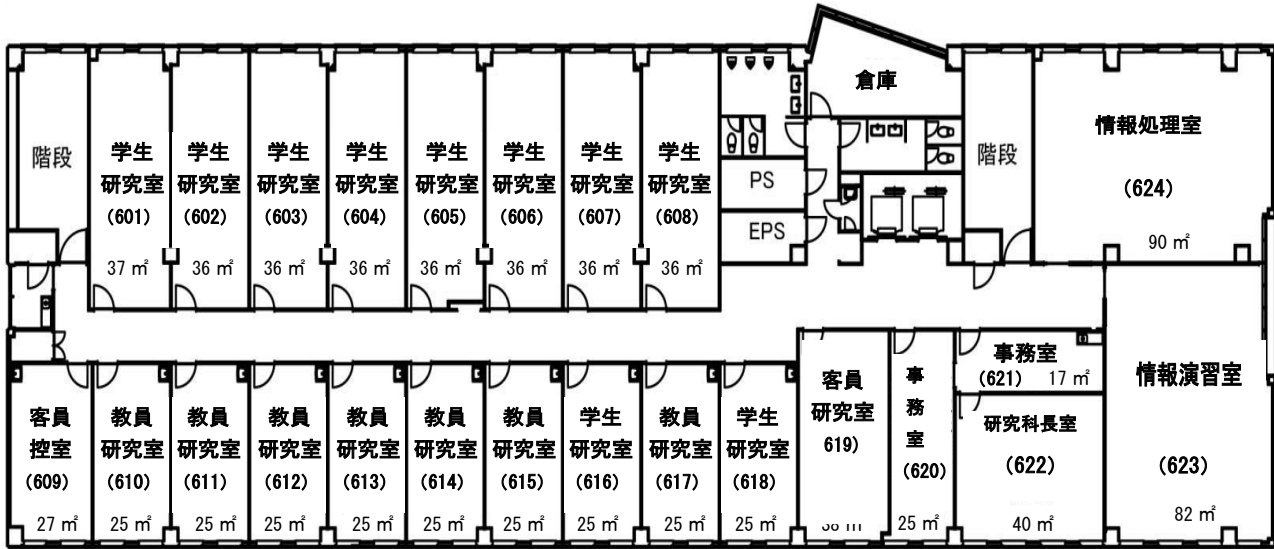 階段
学生
研究室
(601)
37 ㎡
学生
研究室
(602)
36 ㎡
学生
研究室
(603)
36 ㎡
学生
研究室
(604)
36 ㎡
学生
研究室
(605)
36 ㎡
学生
研究室
(606)
36 ㎡
学生
研究室
(607)
36 ㎡
学生
研究室
(608)
36 ㎡
PS
EPS
倉庫
階段
情報処理室
(624)
90 ㎡
客員
控室
(609)
27 ㎡
教員
研究室
(610)
25 ㎡
教員
研究室
(611)
25 ㎡
教員
研究室
(612)
25 ㎡
教員
研究室
(613)
25 ㎡
教員
研究室
(614)
25 ㎡
教員
研究室
(615)
25 ㎡
学生
研究室
(616)
25 ㎡
教員
研究室
(617)
25 ㎡
学生
研究室
(618)
25 ㎡
客員
研究室
619)
事
務
室
(620)
25 ㎡
事務室
(621) 17 ㎡
研究科長室
(622)
40 ㎡
情報演習室
(623)
82 ㎡